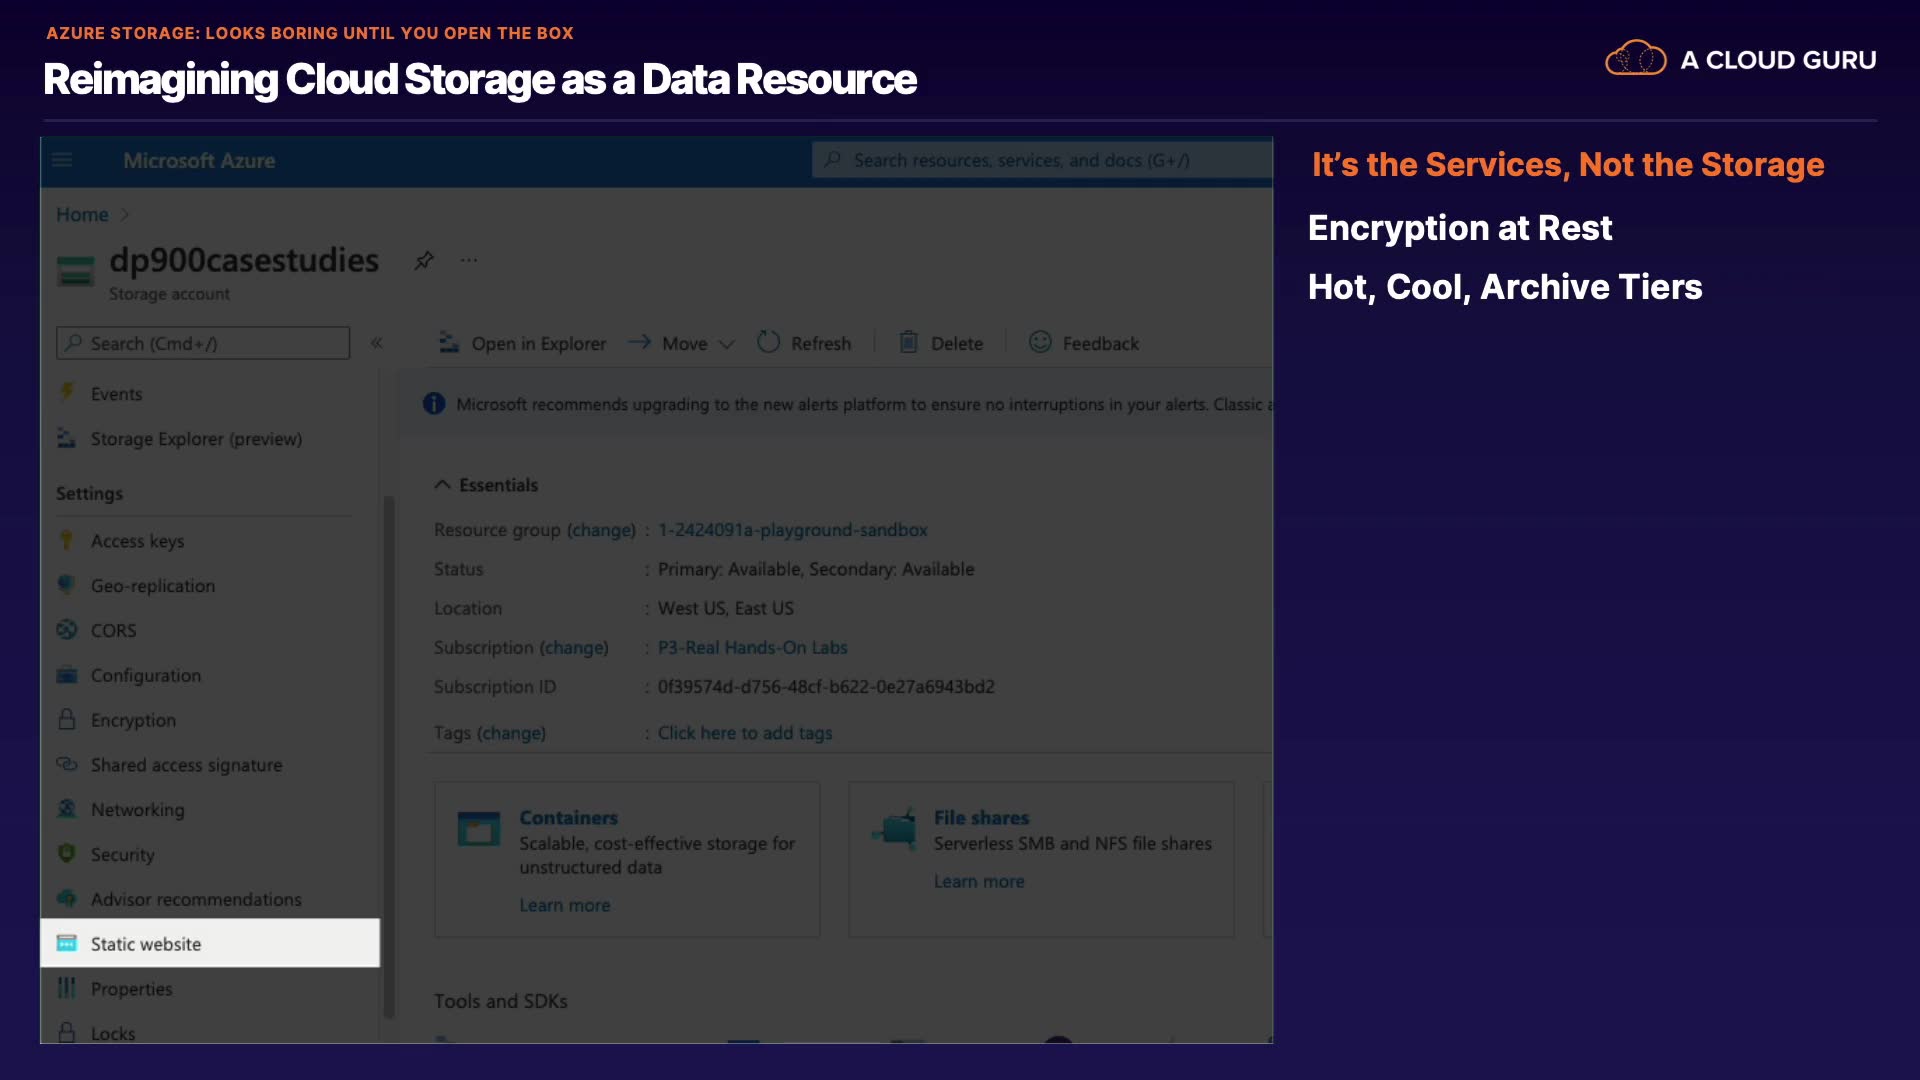 AZURE STORAGE: LOOKS BORING UNTIL YOU OPEN THE BOX
Reimagining Cloud Storage as a Data Resource
A CLOUD GURU
Microsoft Azure
Search resources, services, and docs (G+/)
Home >
dp900casestudies
Storage account
Search (Cmd+/)
«
Open in Explorer
Move
Refresh
Delete
Feedback
Events
Storage Explorer (preview)
Settings
Access keys
Geo-replication
CORS
Configuration
Encryption
Shared access signature
Networking
Security
Advisor recommendations
Static website
Properties
Locks
Microsoft recommends upgrading to the new alerts platform to ensure no interruptions in your alerts. Classic a
Essentials
Resource group (change) : 1-2424091a-playground-sandbox
Status : Primary: Available, Secondary: Available
Location : West US, East US
Subscription (change) : P3-Real Hands-On Labs
Subscription ID : 0f39574d-d756-48cf-b622-0e27a6943bd2
Tags (change) : Click here to add tags
Containers
Scalable, cost-effective storage for
unstructured data
Learn more
File shares
Serverless SMB and NFS file shares
Learn more
Tools and SDKs
It’s the Services, Not the Storage
Encryption at Rest
Hot, Cool, Archive Tiers